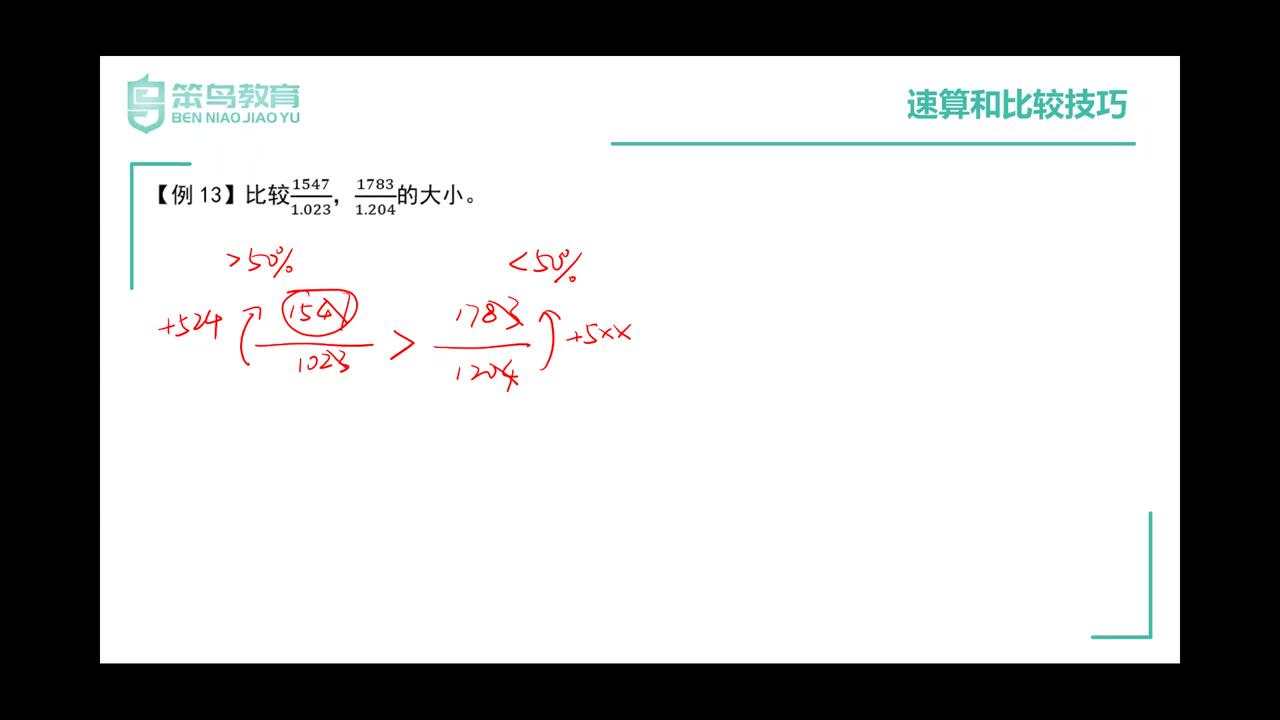 笨鸟教育
BEN NIAO JIAO YU
速算和比较技巧
【例 13】比较1547/1.023，1783/1.204的大小。
>50% <50%
+524 1547/1023 > 1783/1204 +5xx